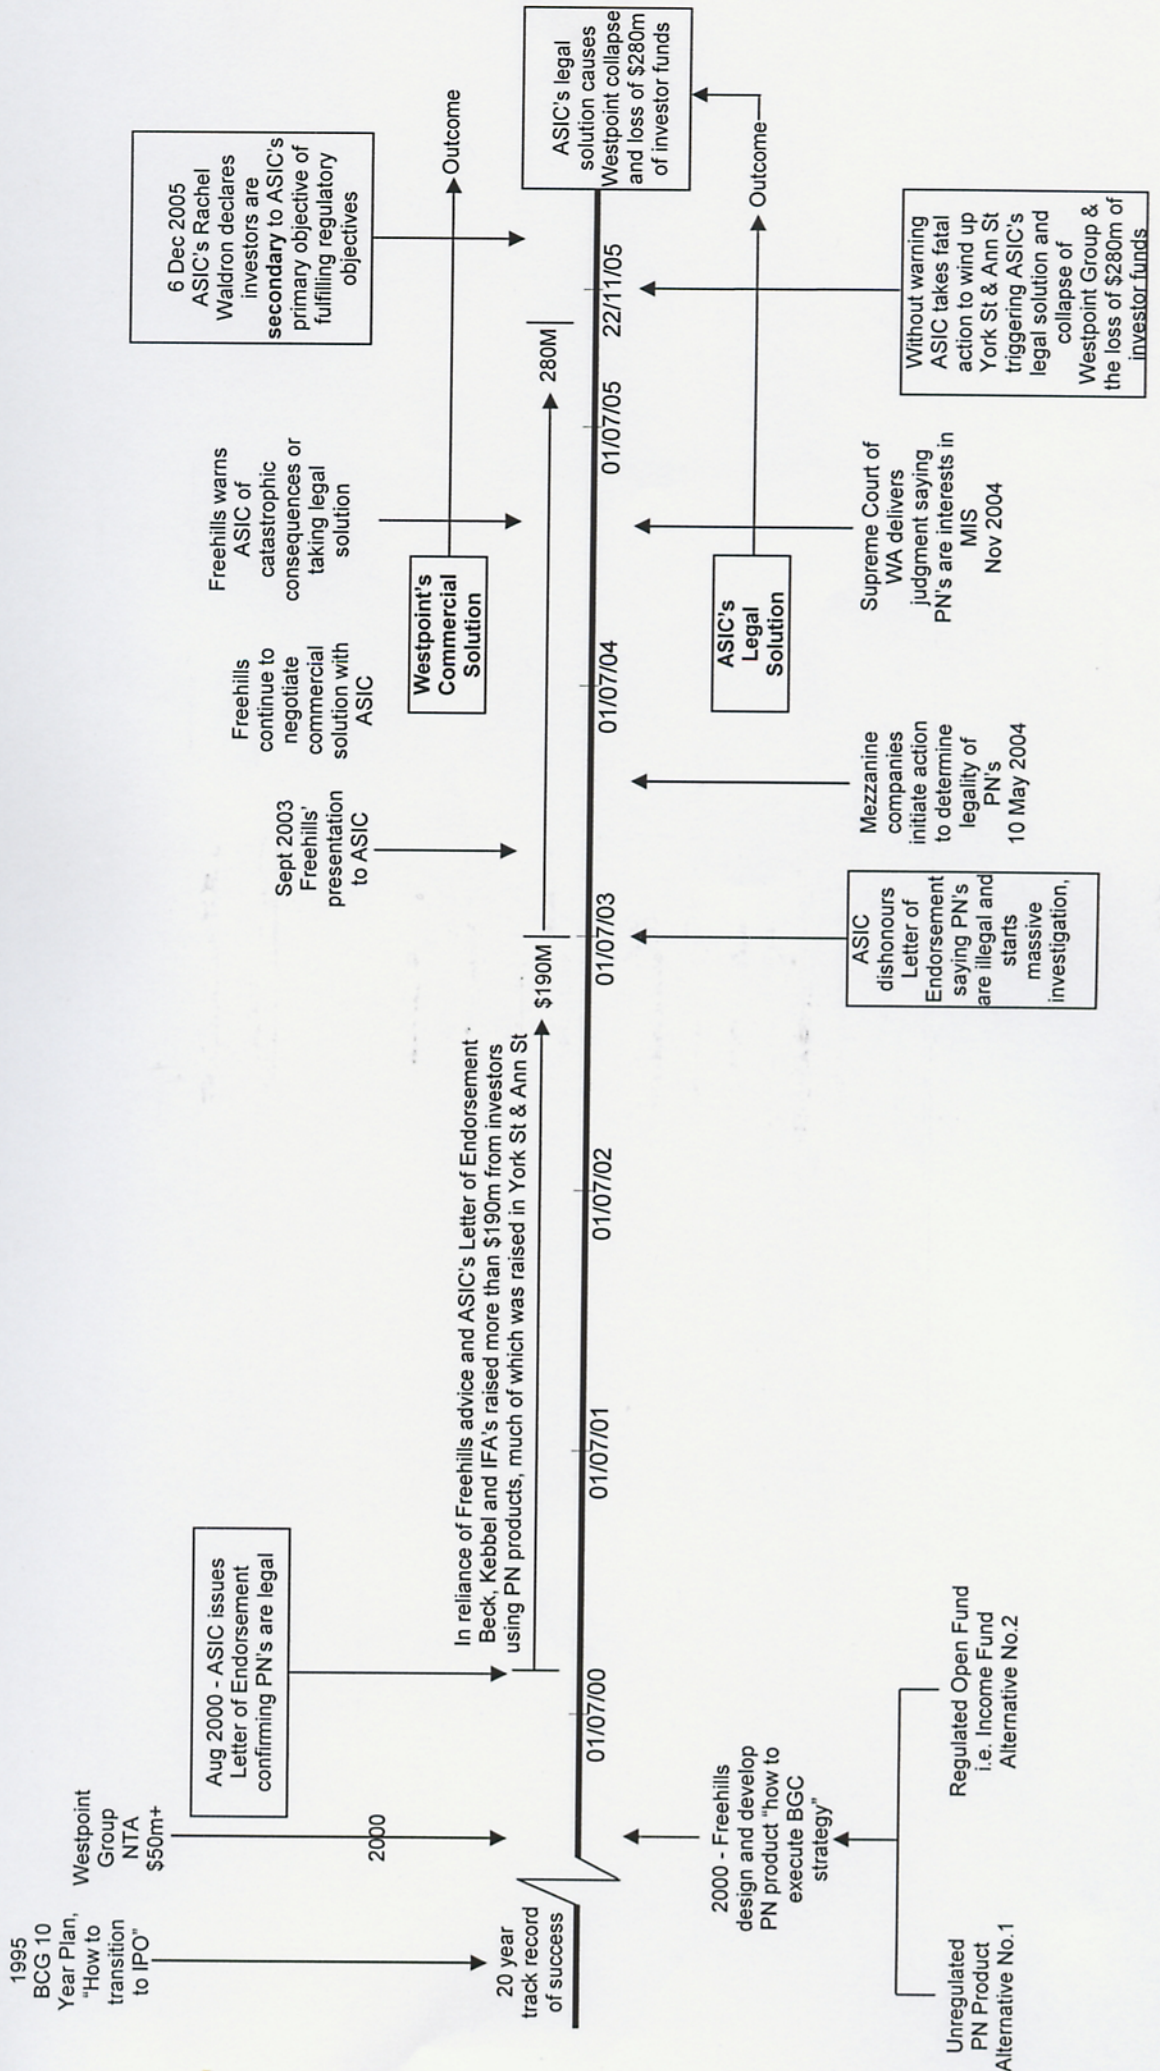 1995
BCG 10
Year Plan,
"How to
transition
to IPO"
Westpoint
Group
NTA
$50m+
2000
20 year
track record
of success
Aug 2000 - ASIC issues
Letter of Endorsement
confirming PN's are legal
In reliance of Freehills advice and ASIC's Letter of Endorsement
Beck, Kebbel and IFA's raised more than $190m from investors
using PN products, much of which was raised in York St & Ann St
$190M
Sept 2003
Freehills'
presentation
to ASIC
Freehills
continue to
negotiate
commercial
solution with
ASIC
Freehills warns
ASIC of
catastrophic
consequences or
taking legal
solution
280M
6 Dec 2005
ASIC's Rachel
Waldron declares
investors are
secondary to ASIC's
primary objective of
fulfilling regulatory
objectives
Westpoint's
Commercial
Solution
Outcome
01/07/00
01/07/01
01/07/02
01/07/03
01/07/04
01/07/05
22/11/05
ASIC's legal
solution causes
Westpoint collapse
and loss of $280m
of investor funds
ASIC's
Legal
Solution
Outcome
2000 - Freehills
design and develop
PN product "how to
execute BGC
strategy"
Unregulated
PN Product
Alternative No.1
Regulated Open Fund
i.e. Income Fund
Alternative No.2
ASIC
dishonours
Letter of
Endorsement
saying PN's
are illegal and
starts
massive
investigation,
Mezzanine
companies
initiate action
to determine
legality of
PN's
10 May 2004
Supreme Court of
WA delivers
judgment saying
PN's are interests in
MIS
Nov 2004
Without warning
ASIC takes fatal
action to wind up
York St & Ann St
triggering ASIC's
legal solution and
collapse of
Westpoint Group &
the loss of $280m of
investor funds